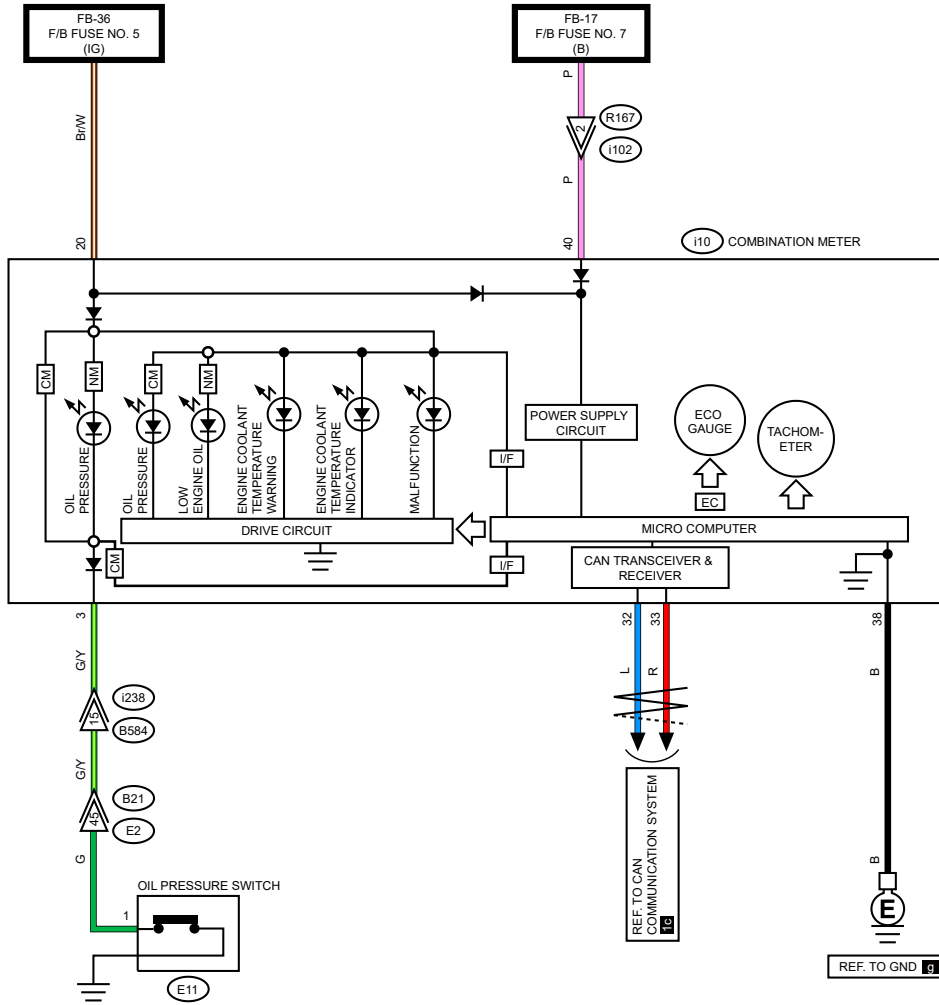 FB-36
F/B FUSE NO. 5
(IG)
FB-17
F/B FUSE NO. 7
(B)
Br/W
P
2
R167
i102
P
20
40
i10
COMBINATION METER
CM
NM
OIL
PRESSURE
CM
OIL
PRESSURE
NM
LOW
ENGINE OIL
ENGINE COOLANT
TEMPERATURE
WARNING
ENGINE COOLANT
TEMPERATURE
INDICATOR
MALFUNCTION
I/F
POWER SUPPLY
CIRCUIT
ECO
GAUGE
TACHOM-
ETER
EC
DRIVE CIRCUIT
MICRO COMPUTER
CM
I/F
CAN TRANSCEIVER &
RECEIVER
3
32
33
38
G/Y
L
R
B
15
i238
B584
G/Y
45
B21
E2
G
REF. TO CAN
COMMUNICATION SYSTEM
1c
B
E
OIL PRESSURE SWITCH
1
E11
REF. TO GND g